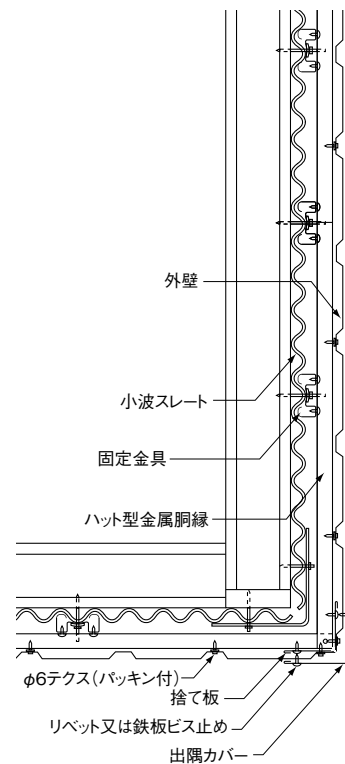 外壁
小波スレート
固定金具
ハット型金属胴縁
φ6テクス（パッキン付）
捨て板
リベット又は鉄板ビス止め
出隅カバー